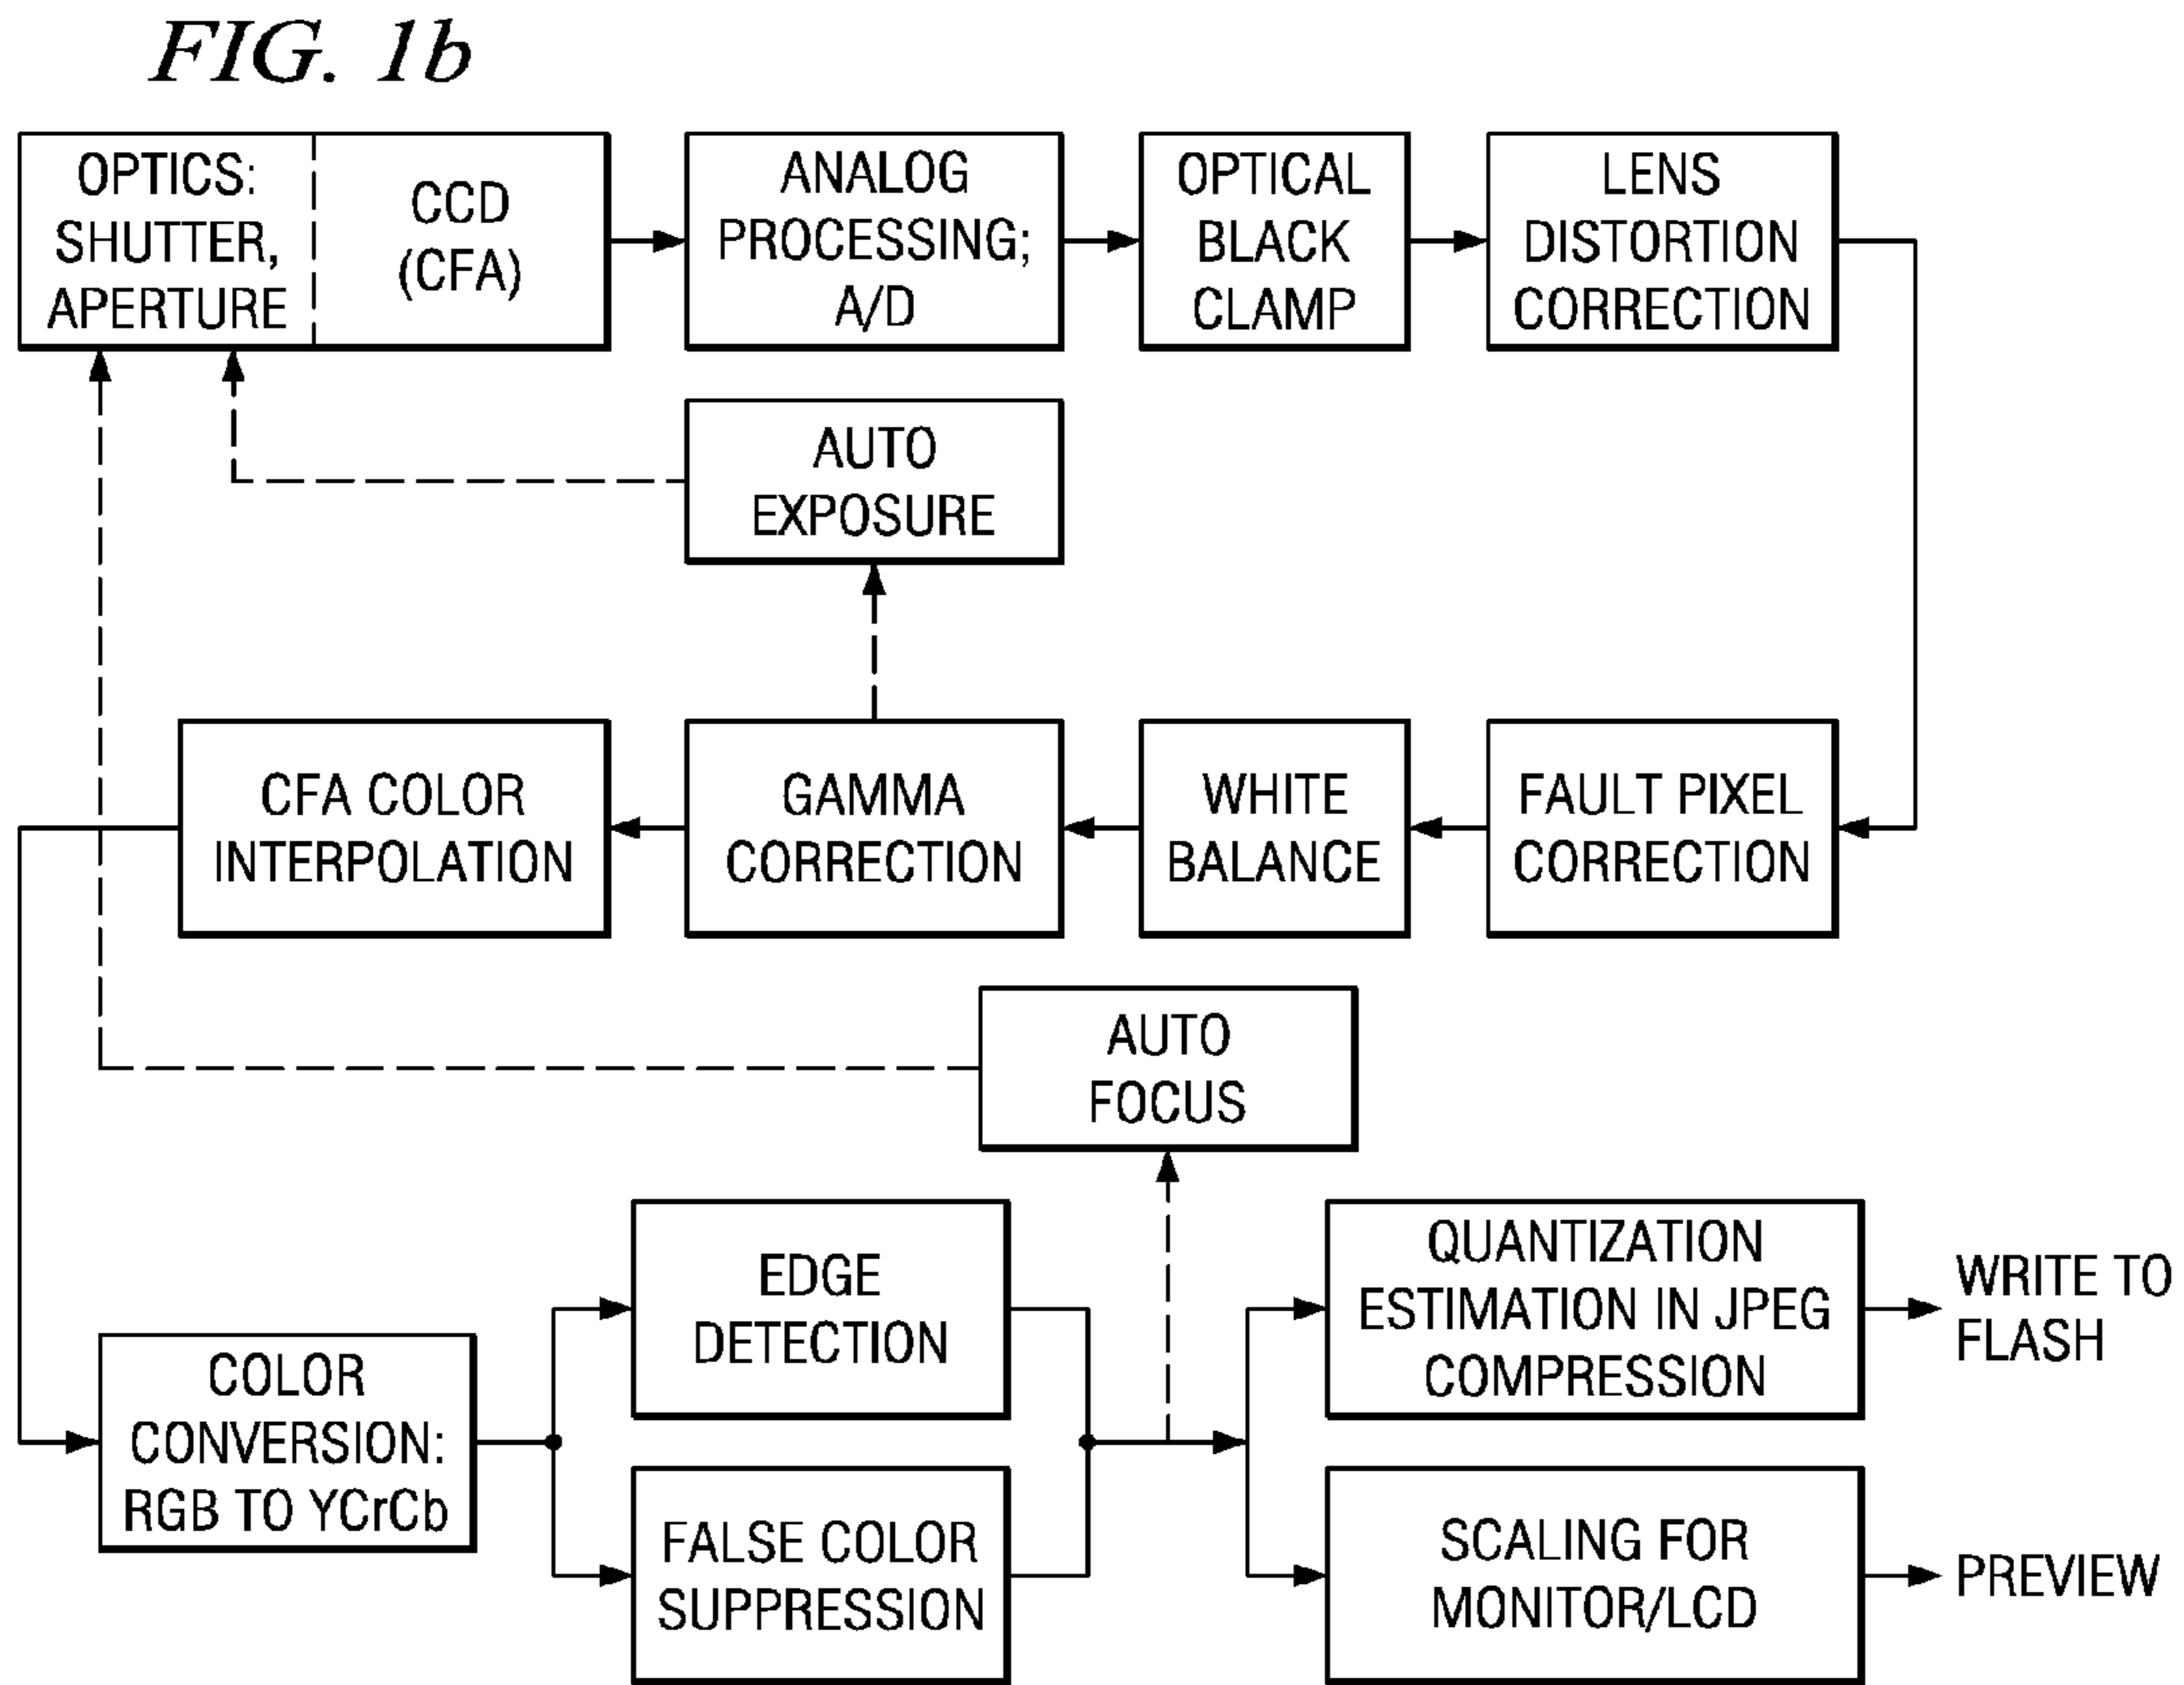 FIG. 1b
OPTICS:
SHUTTER,
APERTURE
CCD
(CFA)
ANALOG
PROCESSING;
A/D
OPTICAL
BLACK
CLAMP
LENS
DISTORTION
CORRECTION
AUTO
EXPOSURE
CFA COLOR
INTERPOLATION
GAMMA
CORRECTION
WHITE
BALANCE
FAULT PIXEL
CORRECTION
AUTO
FOCUS
COLOR
CONVERSION:
RGB TO YCrCb
EDGE
DETECTION
FALSE COLOR
SUPPRESSION
QUANTIZATION
ESTIMATION IN JPEG
COMPRESSION
WRITE TO
FLASH
SCALING FOR
MONITOR/LCD
PREVIEW